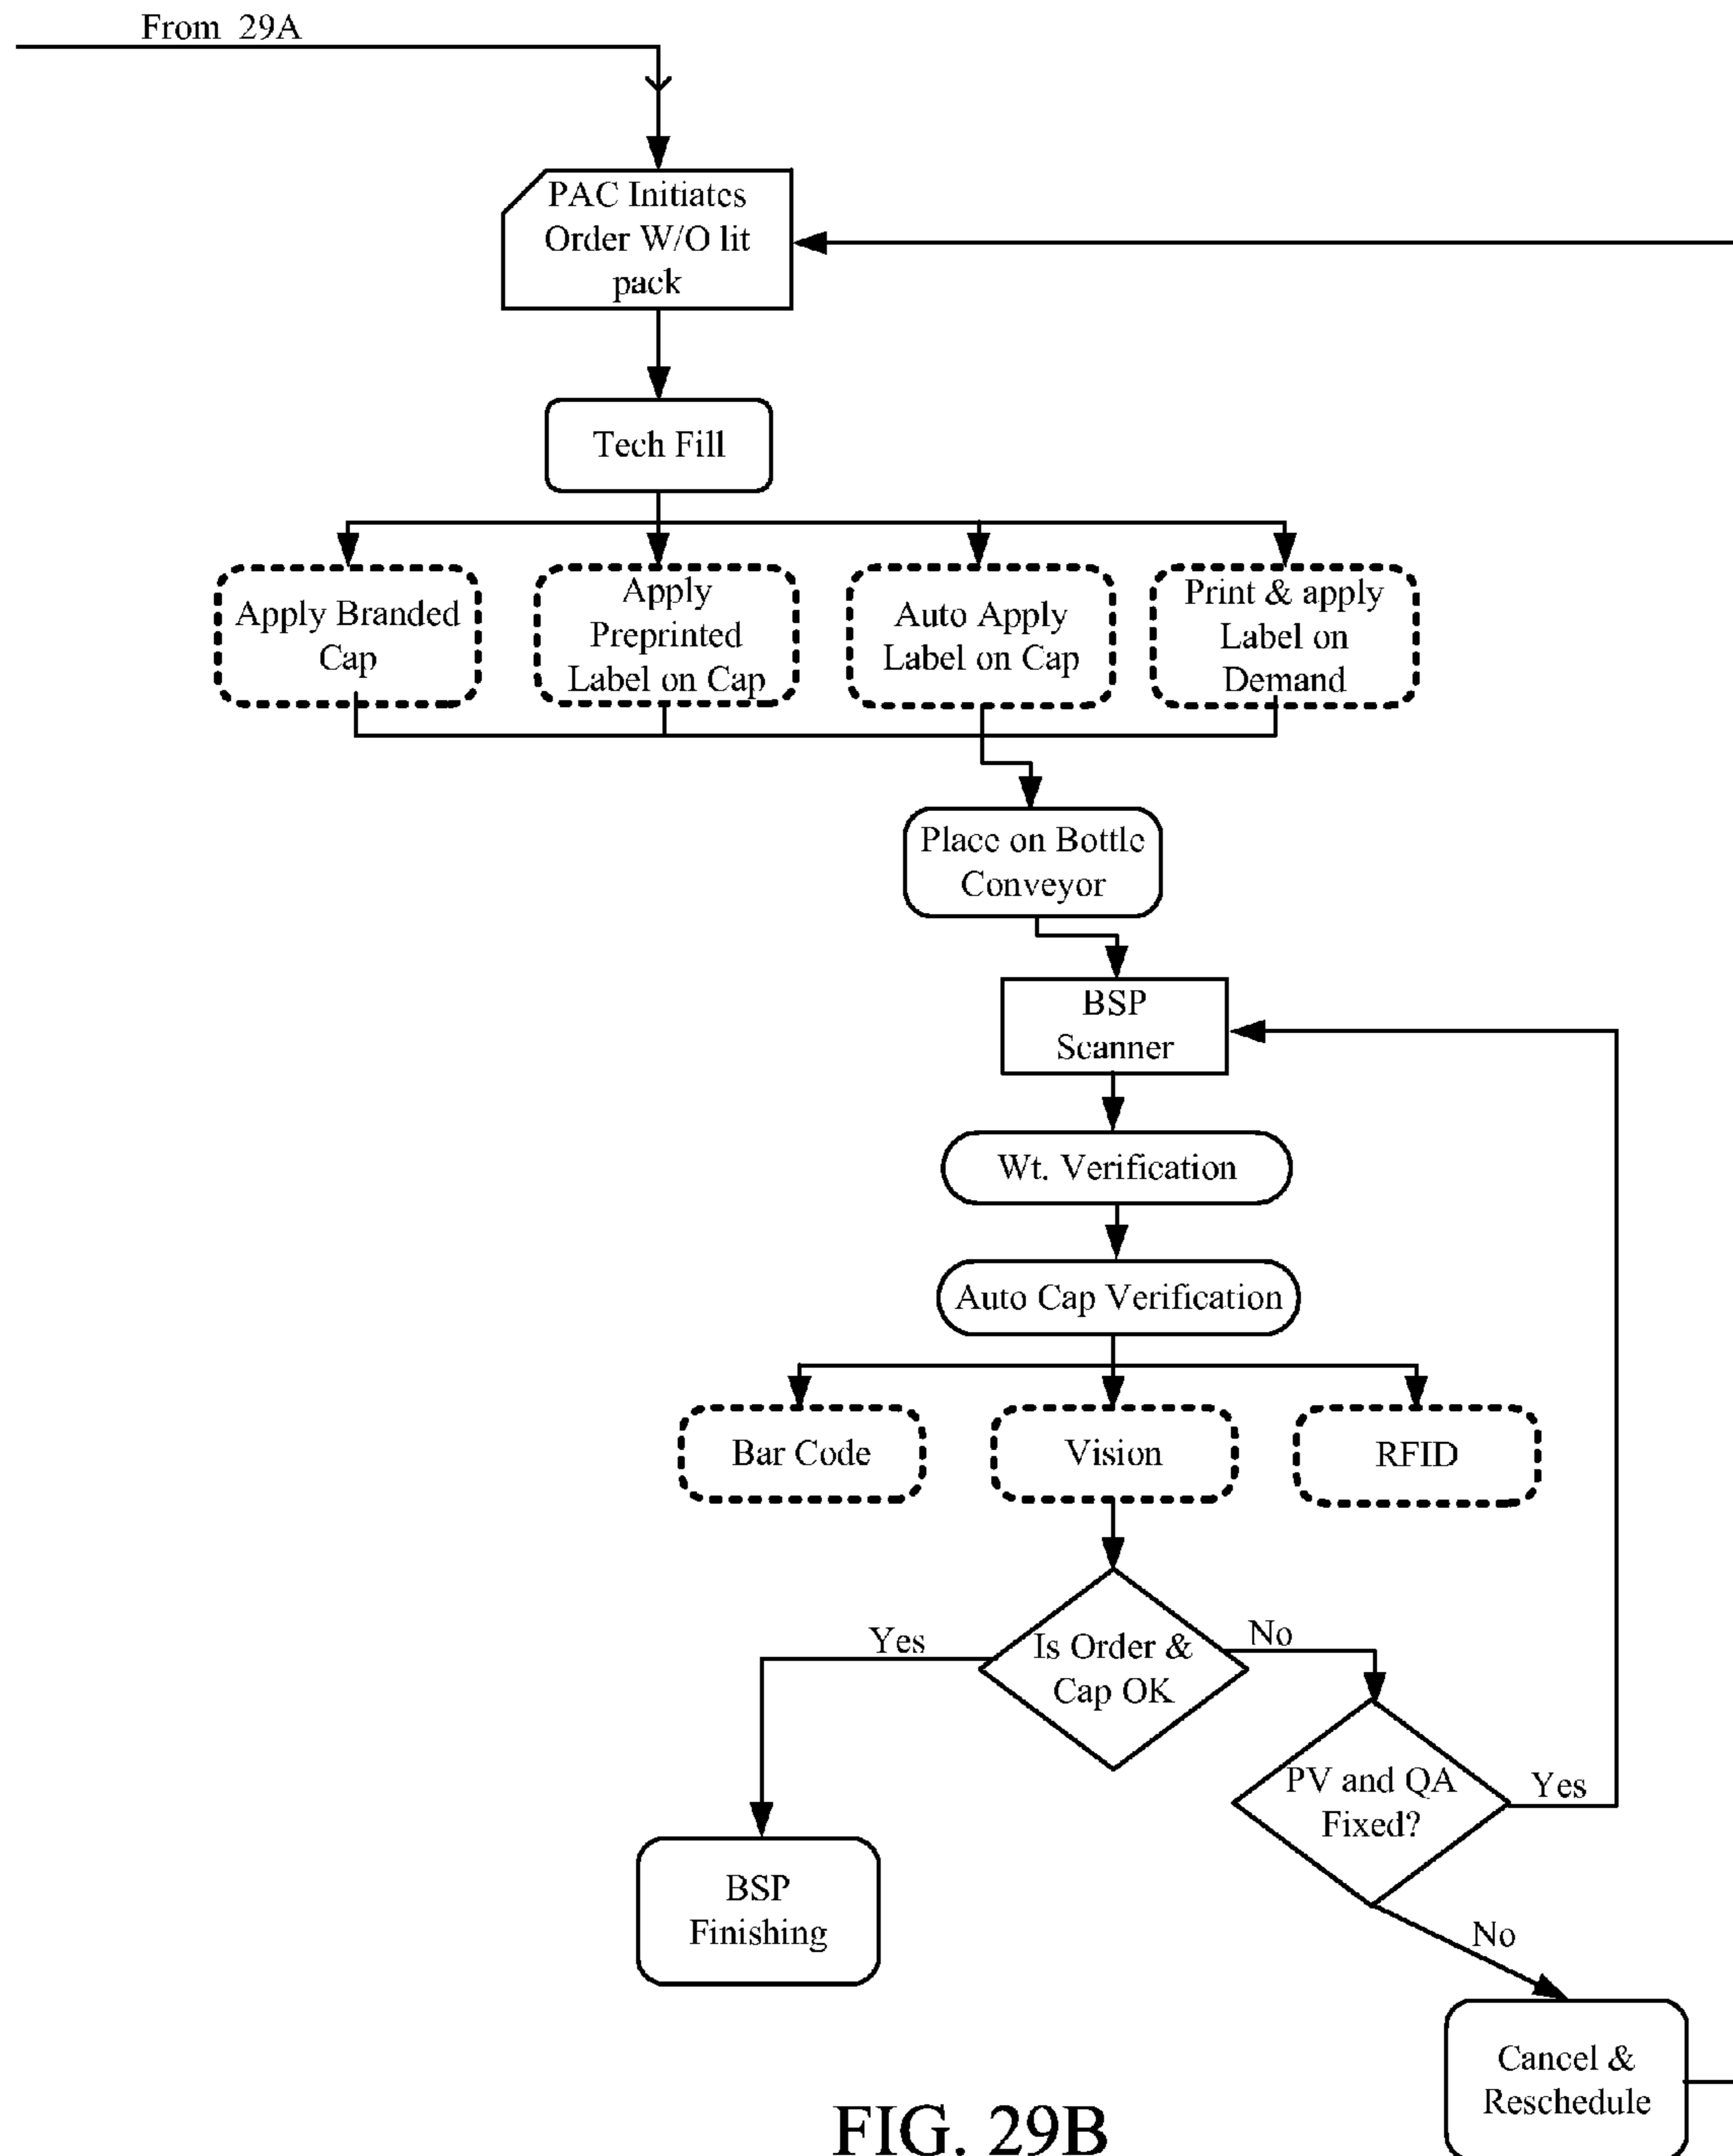 From 29A
PAC Initiates
Order W/O lit
pack
Tech Fill
Apply Branded
Cap
Apply
Preprinted
Label on Cap
Auto Apply
Label on Cap
Print & apply
Label on
Demand
Place on Bottle
Conveyor
BSP
Scanner
Wt. Verification
Auto Cap Verification
Bar Code
Vision
RFID
Is Order &
Cap OK
Yes
No
PV and QA
Fixed?
Yes
BSP
Finishing
No
Cancel &
Reschedule
FIG. 29B